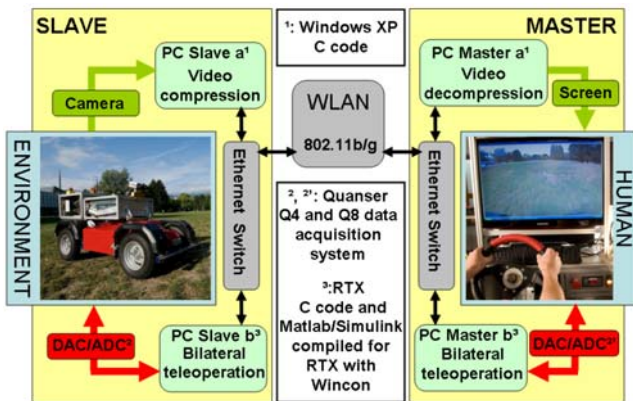 SLAVE
PC Slave a¹
Video
compression
Camera
ENVIRONMENT
Ethernet Switch
DAC/ADC²
PC Slave b³
Bilateral
teleoperation
¹: Windows XP
C code
WLAN
802.11b/g
², ²': Quanser
Q4 and Q8 data
acquisition
system
³:RTX
C code and
Matlab/Simulink
compiled for
RTX with
Wincon
MASTER
PC Master a¹
Video
decompression
Screen
Ethernet Switch
HUMAN
PC Master b³
Bilateral
teleoperation
DAC/ADC²'